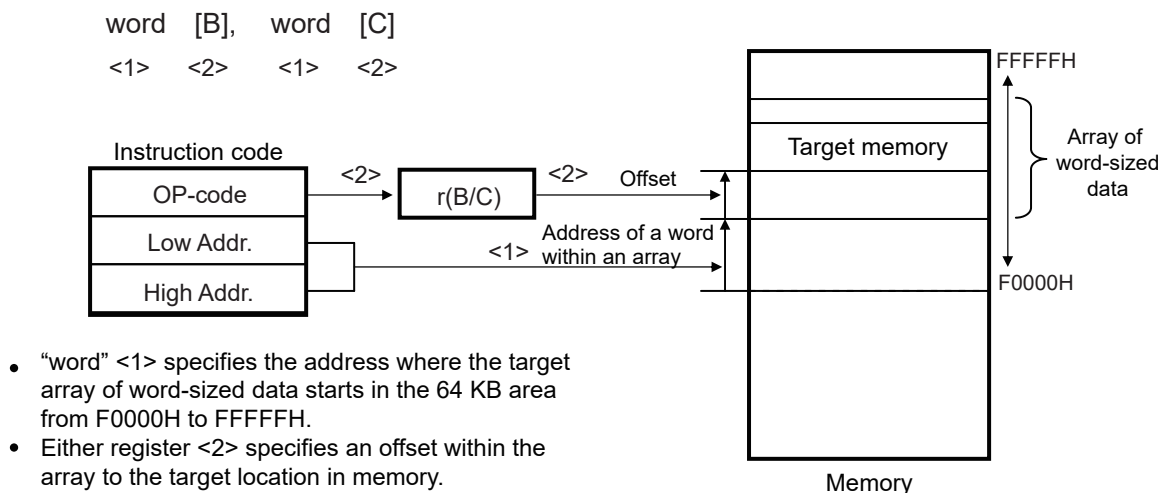 word [B], word [C]
<1> <2> <1> <2>
Instruction code
OP-code
Low Addr.
High Addr.
<2>
r(B/C)
<2>
Offset
<1>
Address of a word
within an array
Target memory
FFFFFH
Array of
word-sized
data
F0000H
Memory
• “word” <1> specifies the address where the target
array of word-sized data starts in the 64 KB area
from F0000H to FFFFFH.
• Either register <2> specifies an offset within the
array to the target location in memory.